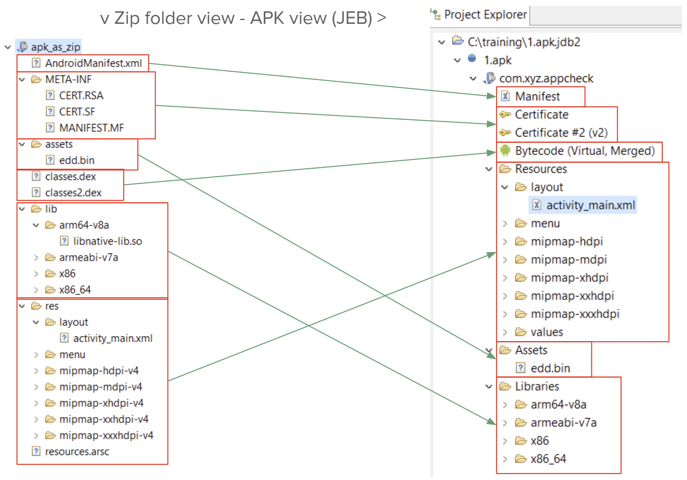 v Zip folder view - APK view (JEB) >
apk_as_zip
AndroidManifest.xml
META-INF
CERT.RSA
CERT.SF
MANIFEST.MF
assets
edd.bin
classes.dex
classes2.dex
lib
arm64-v8a
libnative-lib.so
armeabi-v7a
x86
x86_64
res
layout
activity_main.xml
menu
mipmap-hdpi-v4
mipmap-mdpi-v4
mipmap-xhdpi-v4
mipmap-xxhdpi-v4
mipmap-xxxhdpi-v4
resources.arsc
Project Explorer
C:\training\1.apk.jdb2
1.apk
com.xyz.appcheck
Manifest
Certificate
Certificate #2 (v2)
Bytecode (Virtual, Merged)
Resources
layout
activity_main.xml
menu
mipmap-hdpi
mipmap-mdpi
mipmap-xhdpi
mipmap-xxhdpi
mipmap-xxxhdpi
values
Assets
edd.bin
Libraries
arm64-v8a
armeabi-v7a
x86
x86_64